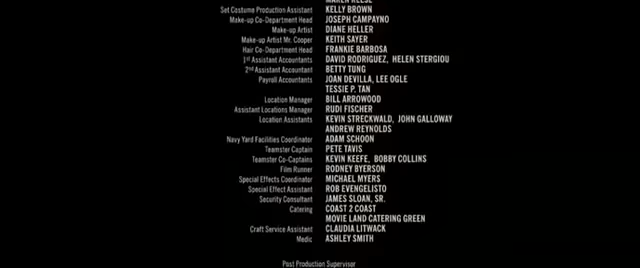 MAREN REESE
Set Costume Production Assistant KELLY BROWN
Make-up Co-Department Head JOSEPH CAMPAYNO
Make-up Artist DIANE HELLER
Make-up Artist Mr. Cooper KEITH SAYER
Hair Co-Department Head FRANKIE BARBOSA
1st Assistant Accountants DAVID RODRIGUEZ, HELEN STERGIOU
2nd Assistant Accountant BETTY TUNG
Payroll Accountants JOAN DEVILLA, LEE OGLE
TESSIE P. TAN
Location Manager BILL ARROWOOD
Assistant Locations Manager RUDI FISCHER
Location Assistants KEVIN STRECKWALD, JOHN GALLOWAY
ANDREW REYNOLDS
Navy Yard Facilities Coordinator ADAM SCHOON
Teamster Captain PETE TAVIS
Teamster Co-Captains KEVIN KEEFE, BOBBY COLLINS
Film Runner RODNEY BYERSON
Special Effects Coordinator MICHAEL MYERS
Special Effect Assistant ROB EVENGELISTO
Security Consultant JAMES SLOAN, SR.
Catering COAST 2 COAST
MOVIE LAND CATERING GREEN
Craft Service Assistant CLAUDIA LITWACK
Medic ASHLEY SMITH
Post Production Supervisor